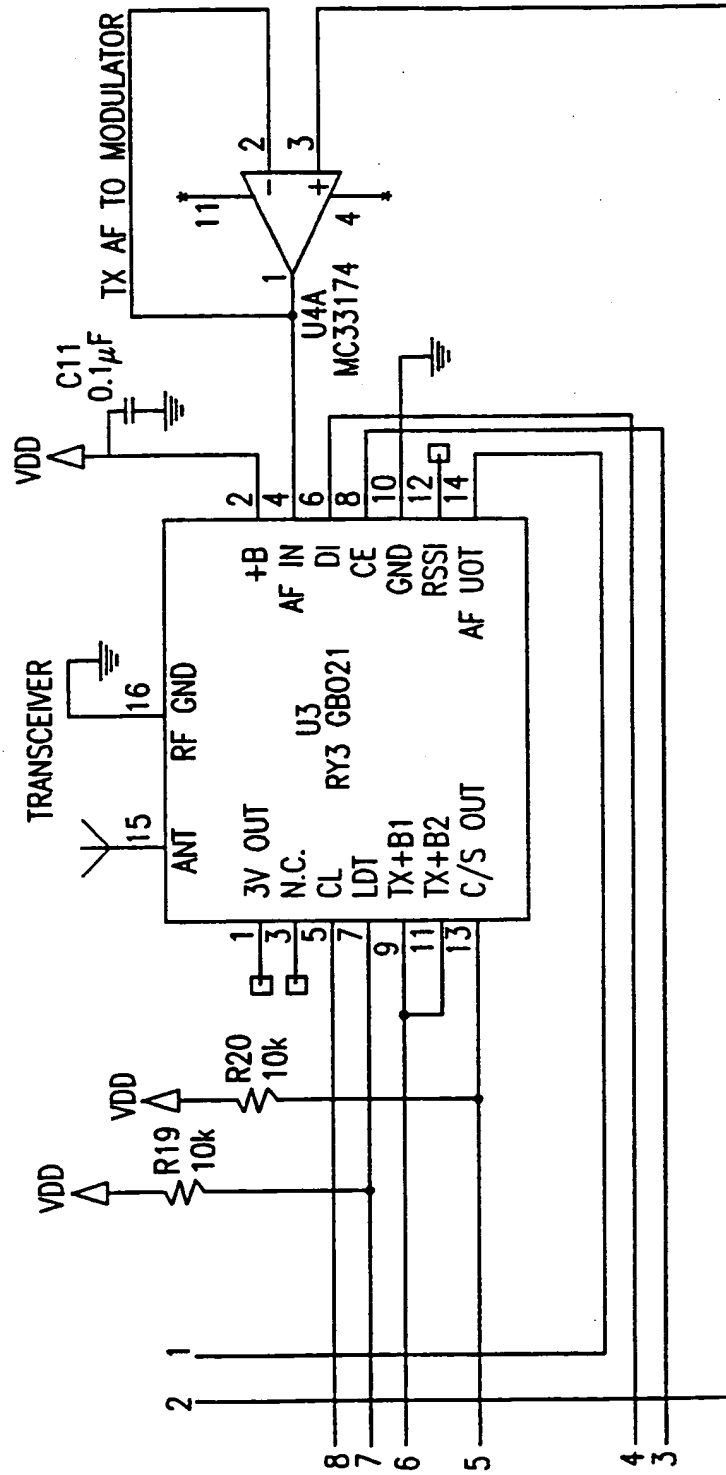 TRANSCEIVER
TX AF TO MODULATOR
VDD
VDD
VDD
C11
0.1μF
R19
10k
R20
10k
15
16
ANT
RF GND
1
3
5
7
9
11
13
3V OUT
N.C.
CL
LDT
TX+B1
TX+B2
C/S OUT
U3
RY3 GB021
+B
AF IN
DI
CE
GND
RSSI
AF UOT
2
4
6
8
10
12
14
11
2
-
1
3
+
4
U4A
MC33174
*
*
1
2
8
7
6
5
4
3